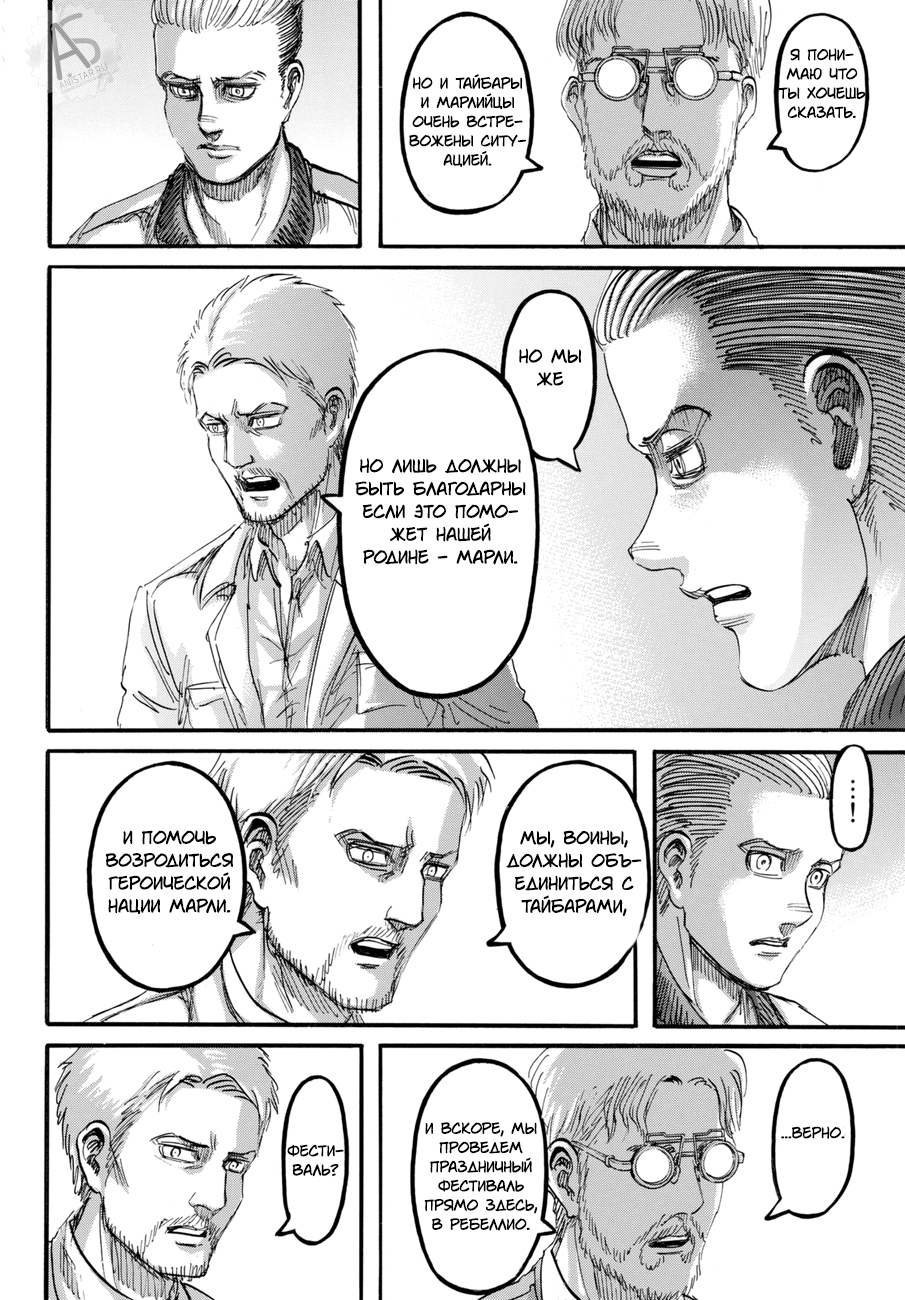 Я ПОНИ-
МАЮ ЧТО
ТЫ ХОЧЕШЬ
СКАЗАТЬ.
НО И ТАЙБАРЫ
И МАРЛИЙЦЫ
ОЧЕНЬ ВСТРЕ-
ВОЖЕНЫ СИТУ-
АЦИЕЙ.
ANISTAR.RU
НО МЫ
ЖЕ
НО ЛИШЬ ДОЛЖНЫ
БЫТЬ БЛАГОДАРНЫ
ЕСЛИ ЭТО ПОМО-
ЖЕТ НАШЕЙ
РОДИНЕ - МАРЛИ.
....!
МЫ, ВОИНЫ,
ДОЛЖНЫ ОБЪ-
ЕДИНИТЬСЯ С
ТАЙБАРАМИ,
И ПОМОЧЬ
ВОЗРОДИТЬСЯ
ГЕРОИЧЕСКОЙ
НАЦИИ МАРЛИ.
...ВЕРНО.
И ВСКОРЕ, МЫ
ПРОВЕДЕМ
ПРАЗДНИЧНЫЙ
ФЕСТИВАЛЬ
ПРЯМО ЗДЕСЬ,
В РЕБЕЛЛИО.
ФЕСТИ-
ВАЛЬ?